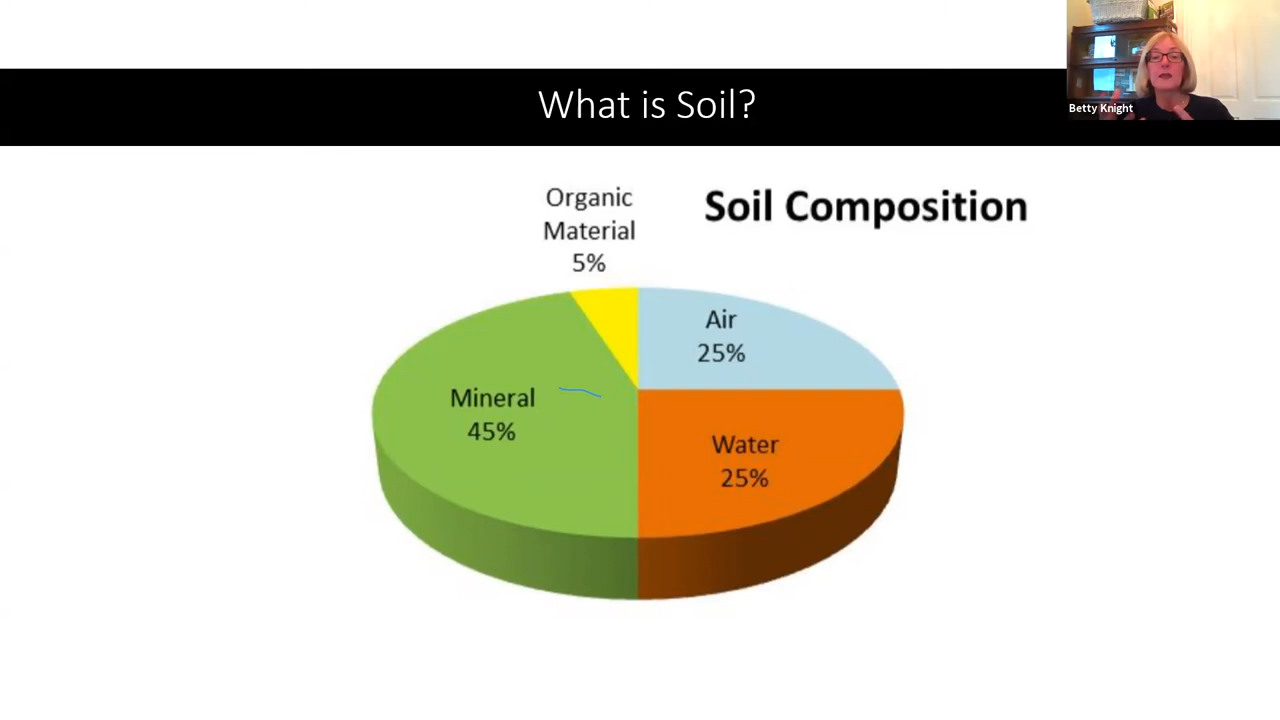 What is Soil?
Betty Knight
Soil Composition
Organic
Material
5%
Air
25%
Mineral
45%
Water
25%